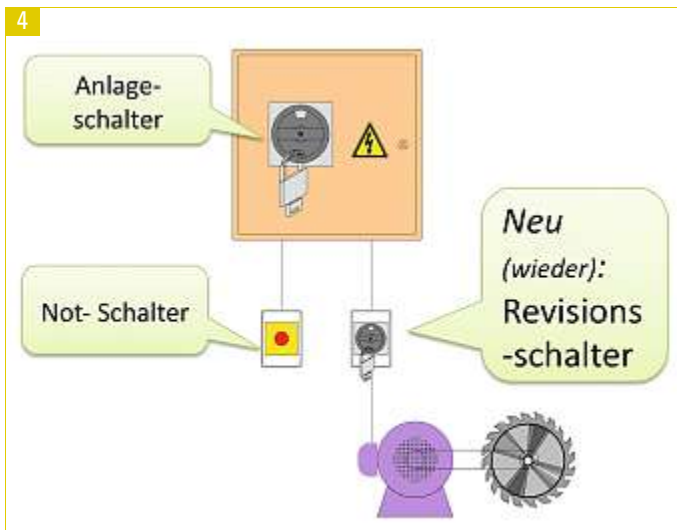 4
Anlage-
schalter
Not- Schalter
Neu
(wieder):
Revisions
-schalter